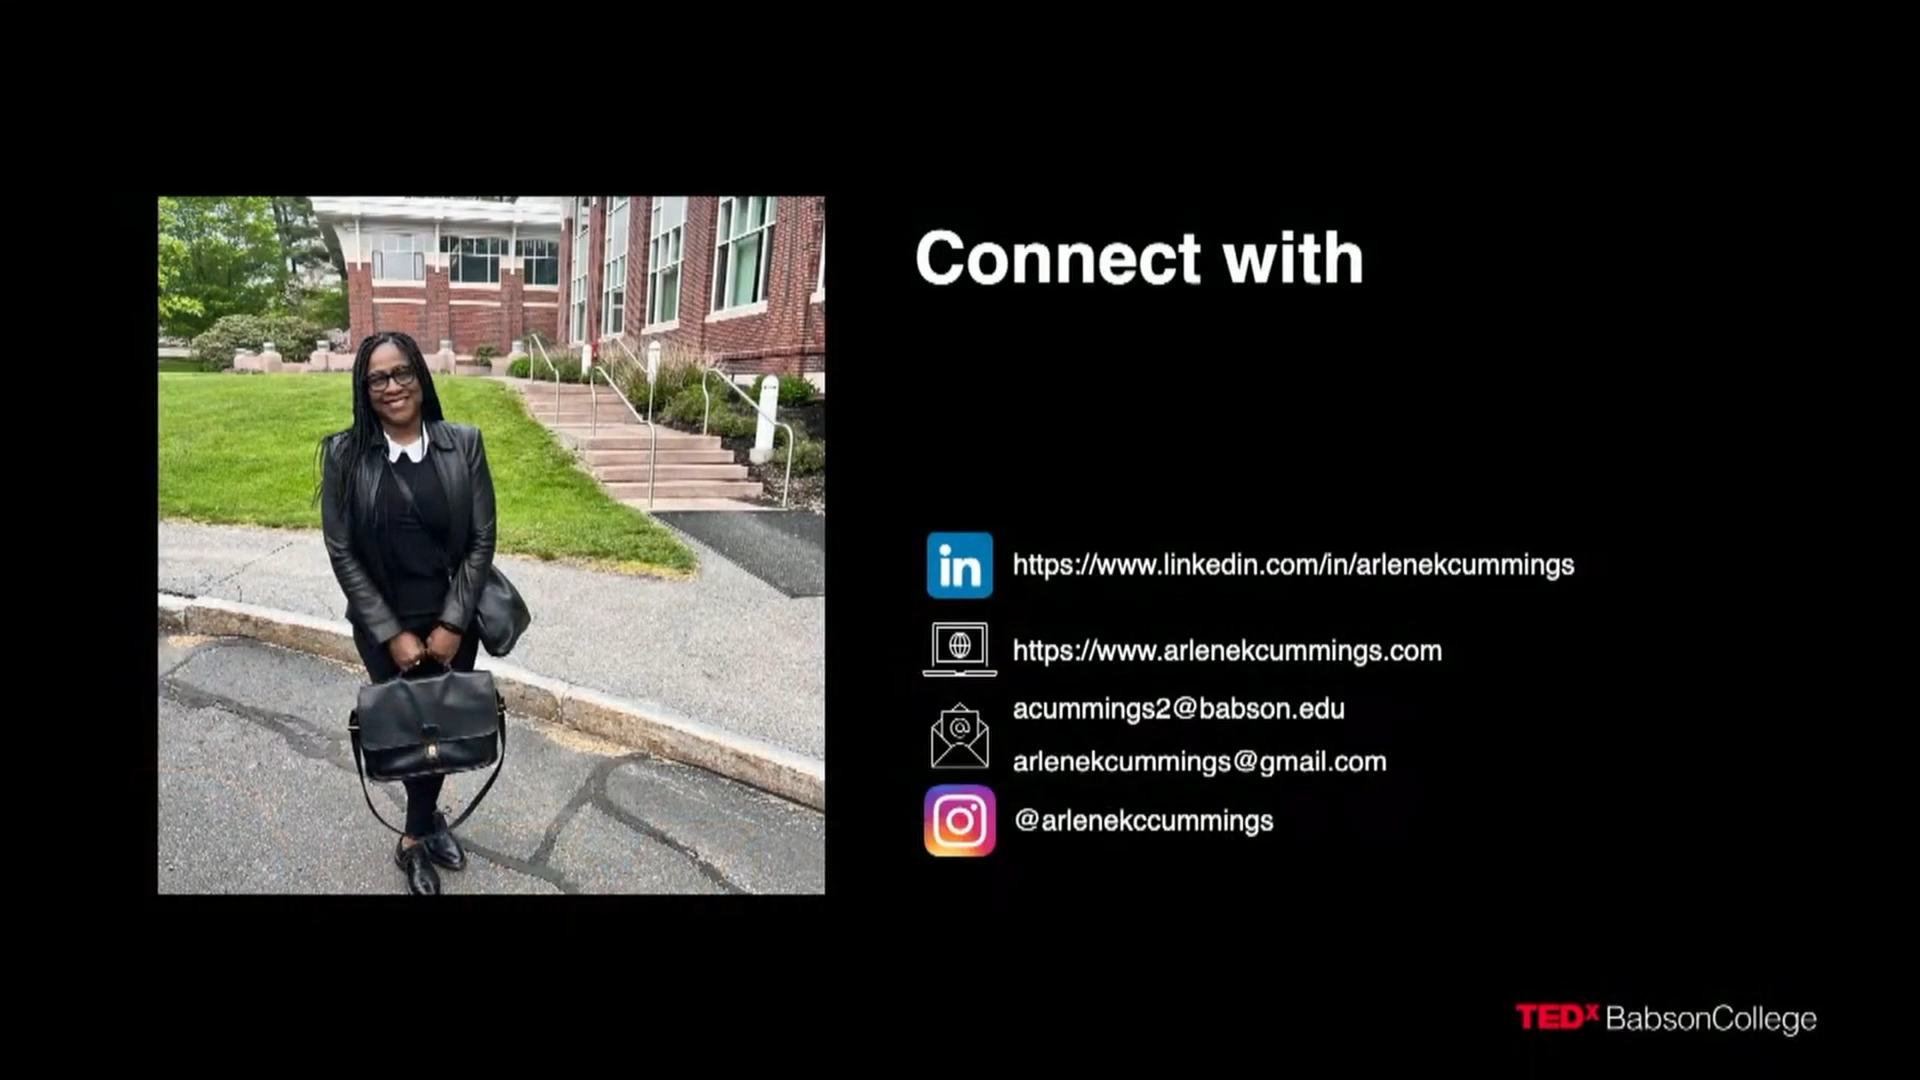 Connect with
in https://www.linkedin.com/in/arlenekcummings
https://www.arlenekcummings.com
acummings2@babson.edu
@
arlenekcummings@gmail.com
@arlenekccummings
TEDx BabsonCollege